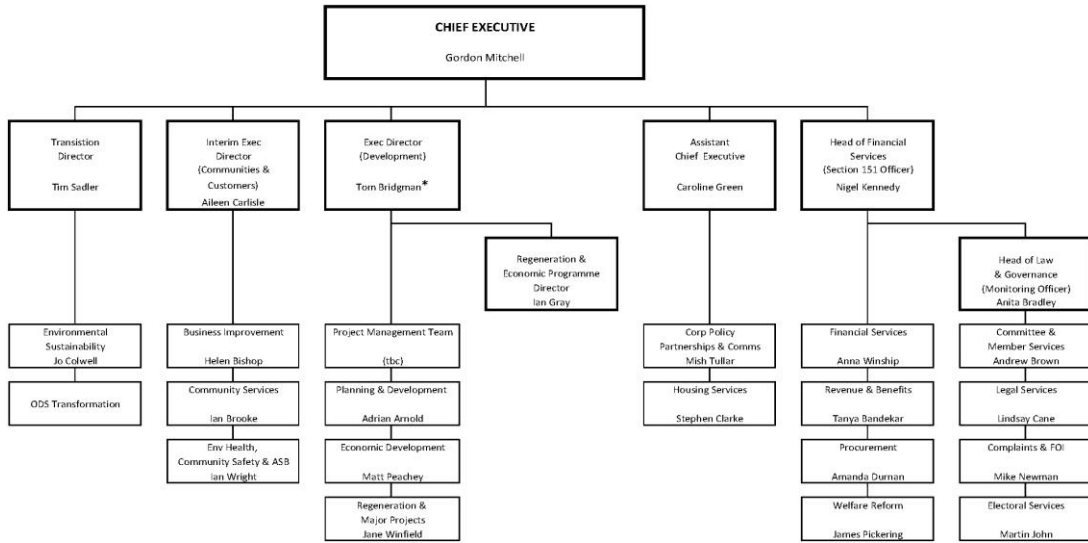 CHIEF EXECUTIVE
Gordon Mitchell
Transistion
Director
Tim Sadler
Interim Exec
Director
(Communities &
Customers)
Aileen Carlisle
Exec Director
(Development)
Tom Bridgman*
Assistant
Chief Executive
Caroline Green
Head of Financial
Services
(Section 151 Officer)
Nigel Kennedy
Regeneration &
Economic Programme
Director
Ian Gray
Head of Law
& Governance
(Monitoring Officer)
Anita Bradley
Environmental
Sustainability
Jo Colwell
Business Improvement
Helen Bishop
Project Management Team
(tbc)
Corp Policy
Partnerships & Comms
Mish Tullar
Financial Services
Anna Winship
Committee &
Member Services
Andrew Brown
ODS Transformation
Community Services
Ian Brooke
Planning & Development
Adrian Arnold
Housing Services
Stephen Clarke
Revenue & Benefits
Tanya Bandekar
Legal Services
Lindsay Cane
Env Health,
Community Safety & ASB
Ian Wright
Economic Development
Matt Peachey
Procurement
Amanda Durnan
Complaints & FOI
Mike Newman
Regeneration &
Major Projects
Jane Winfield
Welfare Reform
James Pickering
Electoral Services
Martin John